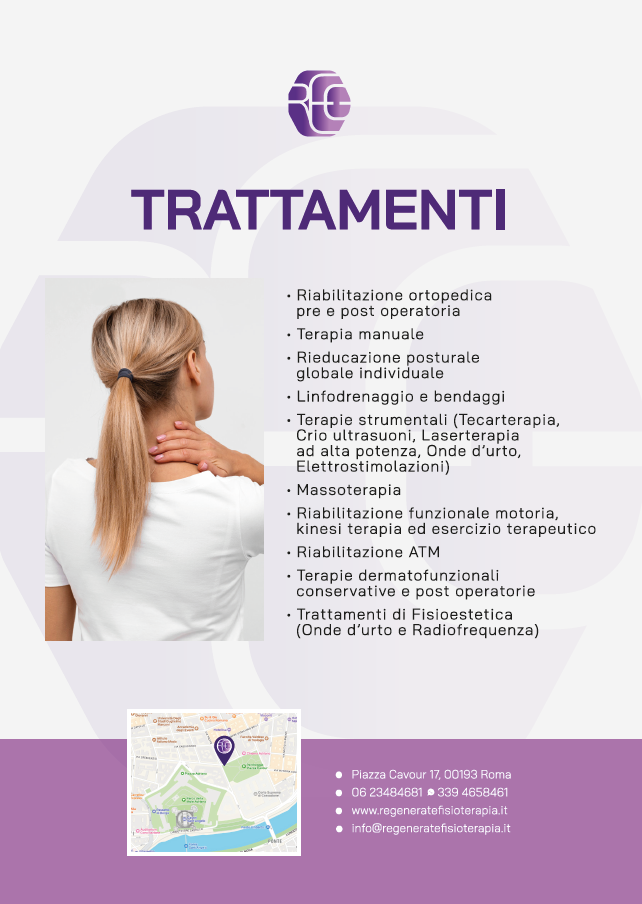 REGE
TRATTAMENTI
• Riabilitazione ortopedica
pre e post operatoria
• Terapia manuale
• Rieducazione posturale
globale individuale
• Linfodrenaggio e bendaggi
• Terapie strumentali (Tecarterapia,
Crio ultrasuoni, Laserterapia
ad alta potenza, Onde d'urto,
Elettrostimolazioni)
• Massoterapia
• Riabilitazione funzionale motoria,
kinesi terapia ed esercizio terapeutico
• Riabilitazione ATM
• Terapie dermatofunzionali
conservative e post operatorie
• Trattamenti di Fisioestetica
(Onde d'urto e Radiofrequenza)
PONTE
Piazza Cavour 17, 00193 Roma
06 23484681 339 4658461
www.regeneratefisioterapia.it
info@regeneratefisioterapia.it